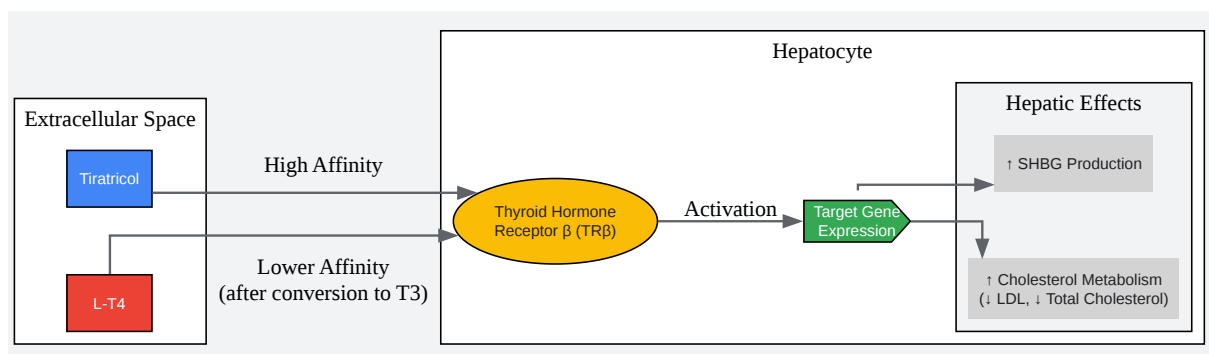 Hepatocyte
Extracellular Space
Tiratricol
L-T4
High Affinity
Lower Affinity
(after conversion to T3)
Thyroid Hormone
Receptor β (TRβ)
Activation
Target Gene
Expression
Hepatic Effects
↑ SHBG Production
↑ Cholesterol Metabolism
(↓ LDL, ↓ Total Cholesterol)